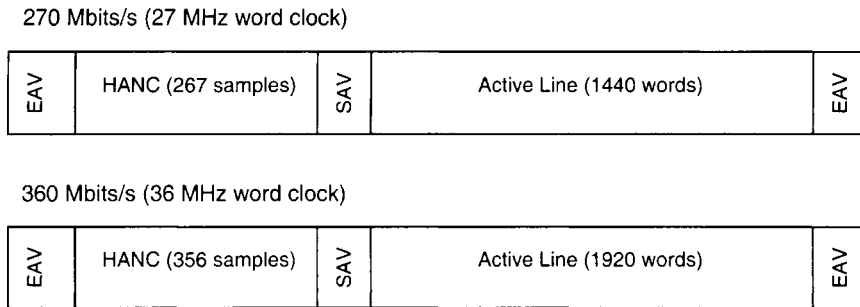 270 Mbits/s (27 MHz word clock)
EAV HANC (267 samples) SAV Active Line (1440 words) EAV
360 Mbits/s (36 MHz word clock)
EAV HANC (356 samples) SAV Active Line (1920 words) EAV